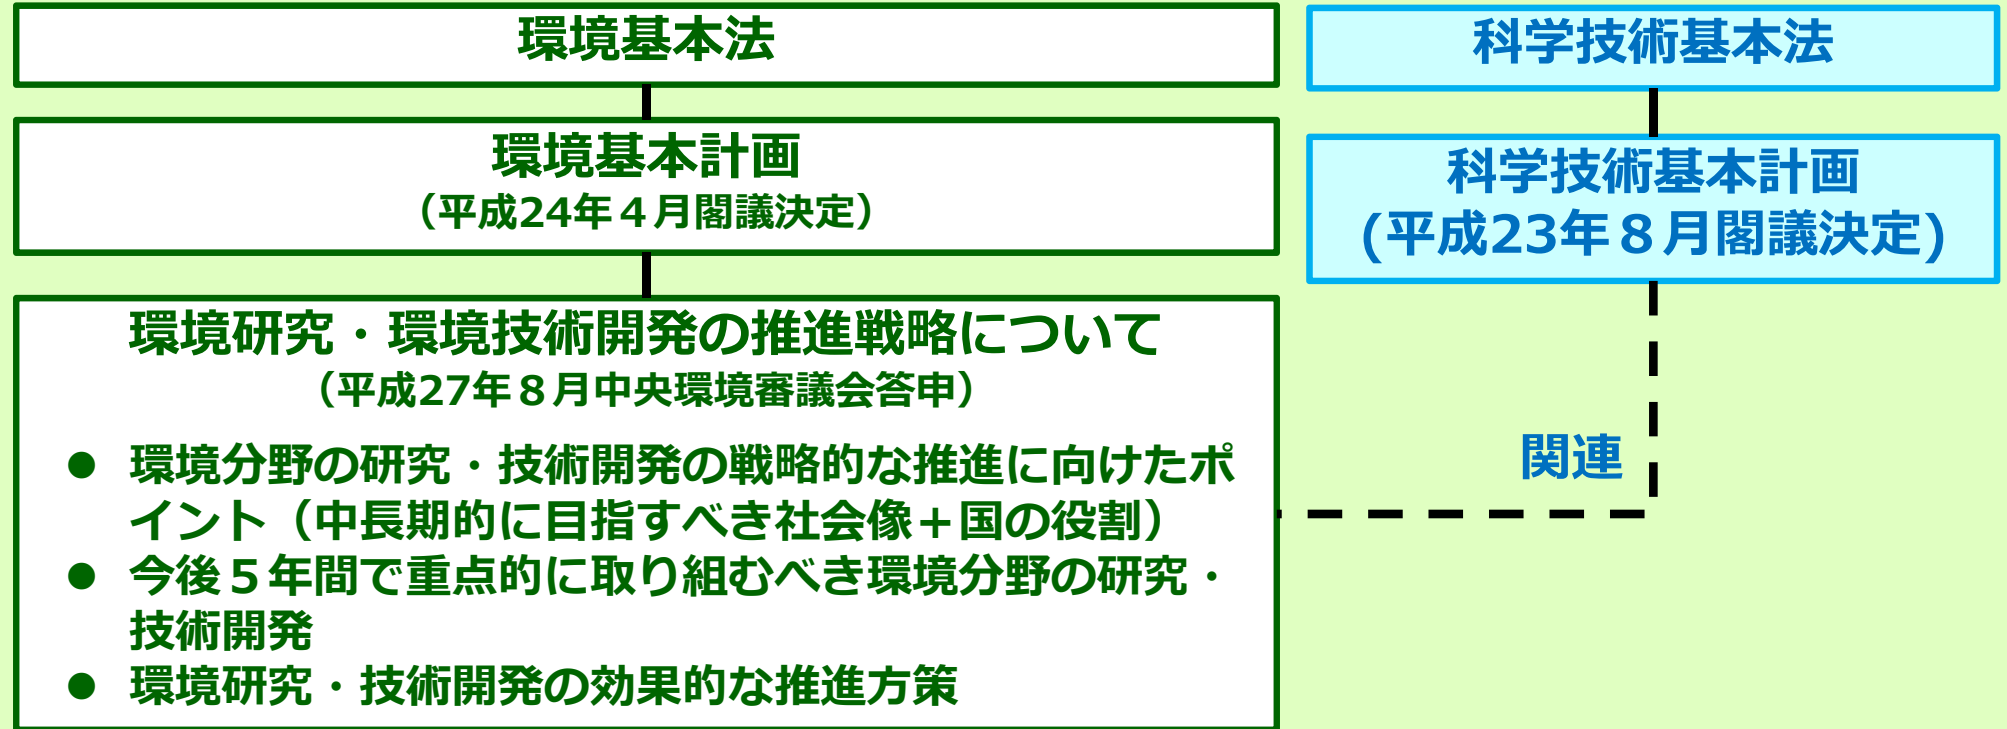 環境基本法
環境基本計画
（平成24年４月閣議決定）
環境研究・環境技術開発の推進戦略について
（平成27年８月中央環境審議会答申）
● 環境分野の研究・技術開発の戦略的な推進に向けたポ
イント（中長期的に目指すべき社会像＋国の役割）
● 今後５年間で重点的に取り組むべき環境分野の研究・
技術開発
● 環境研究・技術開発の効果的な推進方策
科学技術基本法
科学技術基本計画
(平成23年８月閣議決定)
関連